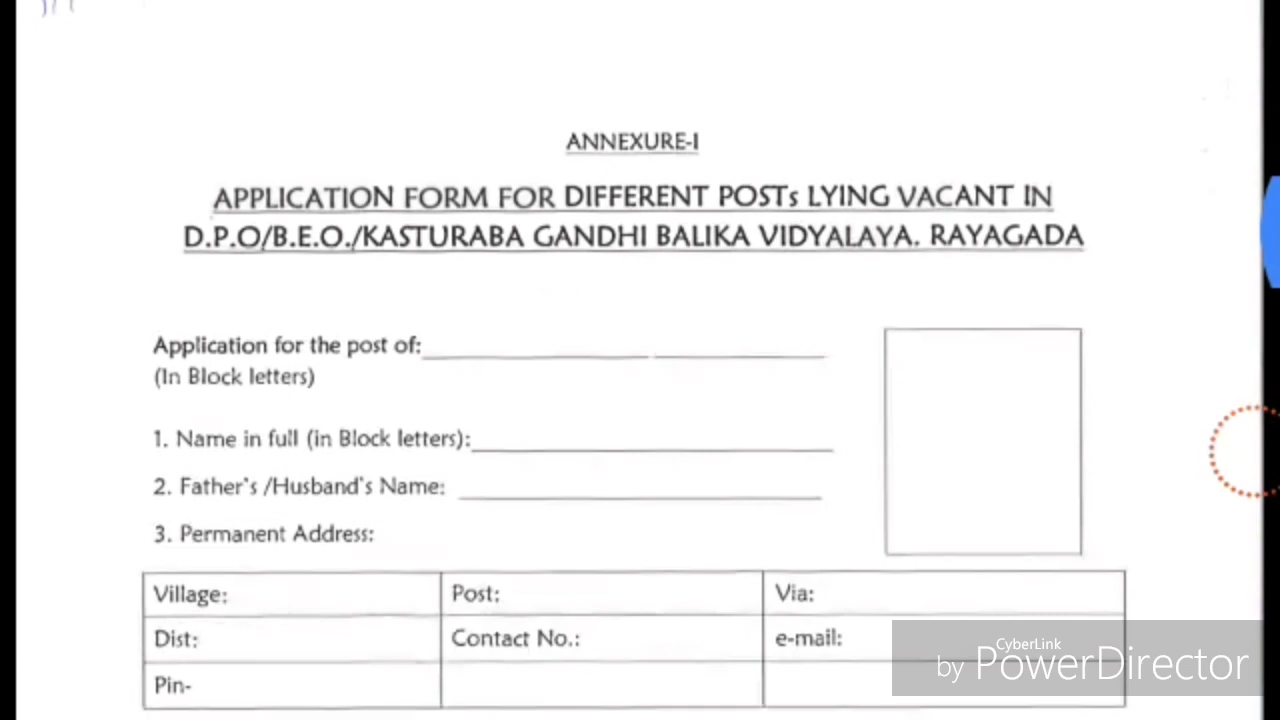 ANNEXURE-I
APPLICATION FORM FOR DIFFERENT POSTs LYING VACANT IN
D.P.O/B.E.O./KASTURABA GANDHI BALIKA VIDYALAYA. RAYAGADA
Application for the post of:
(In Block letters)
1. Name in full (in Block letters):
2. Father's /Husband's Name:
3. Permanent Address:
Village: Post: Via:
Dist: Contact No.: e-mail:
Pin-
CyberLink
by PowerDirector